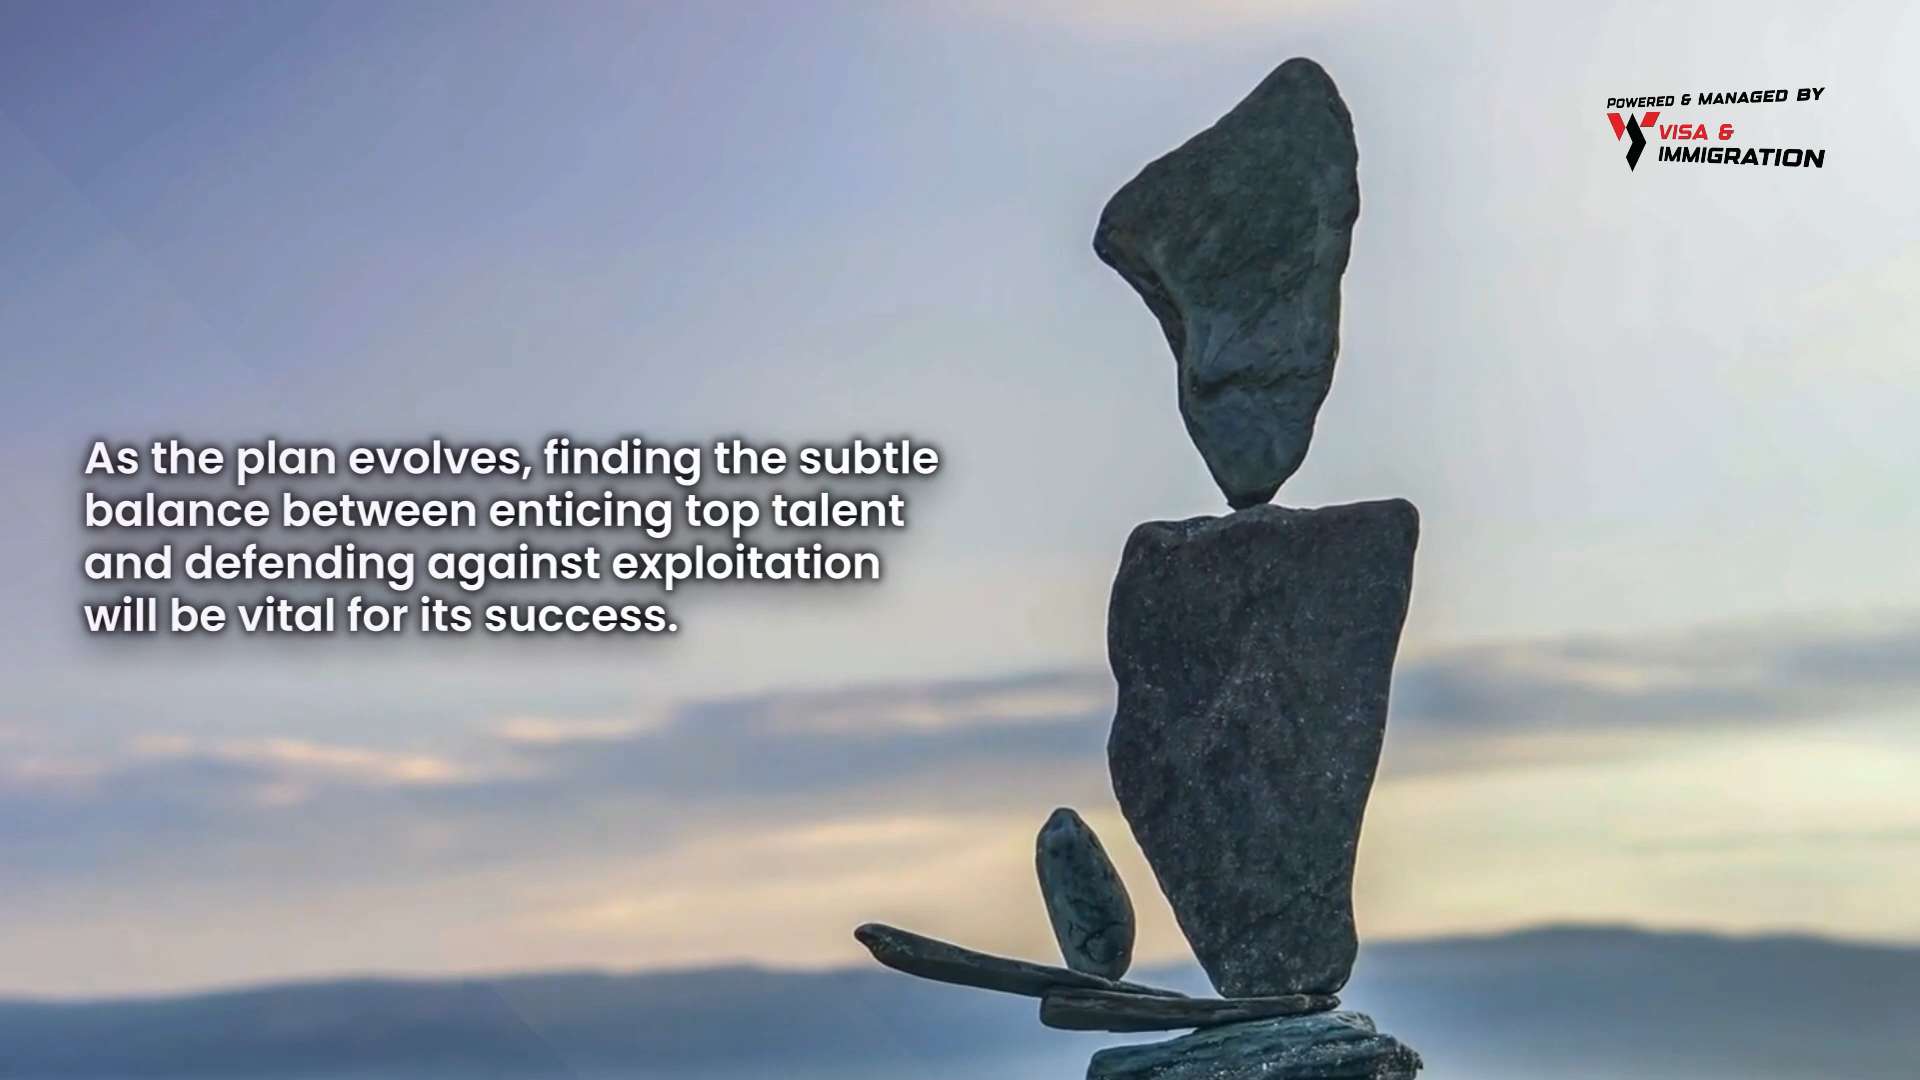 POWERED & MANAGED BY
VISA &
IMMIGRATION
As the plan evolves, finding the subtle
balance between enticing top talent
and defending against exploitation
will be vital for its success.